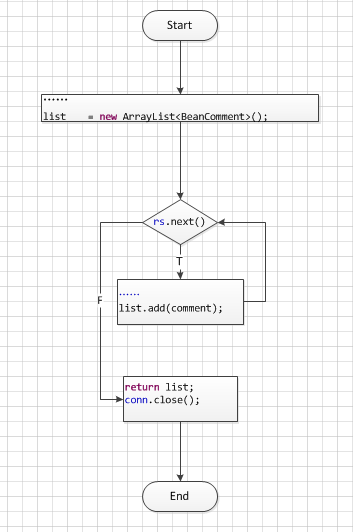 Start
......
list    = new ArrayList<BeanComment>();
rs.next()
T
F
......
list.add(comment);
return list;
conn.close();
End